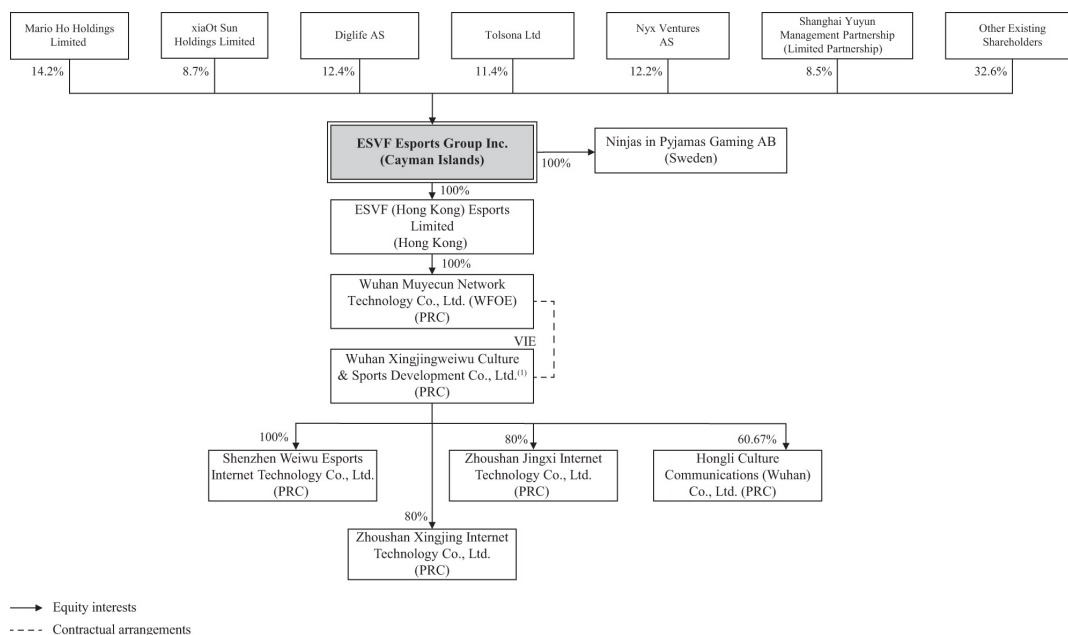 Mario Ho Holdings
Limited
xiaOt Sun
Holdings Limited
Diglife AS
Tolsona Ltd
Nyx Ventures
AS
Shanghai Yuyun
Management Partnership
(Limited Partnership)
Other Existing
Shareholders
14.2%
8.7%
12.4%
11.4%
12.2%
8.5%
32.6%
ESVF Esports Group Inc.
(Cayman Islands)
100%
Ninjas in Pyjamas Gaming AB
(Sweden)
100%
ESVF (Hong Kong) Esports
Limited
(Hong Kong)
100%
Wuhan Muyecun Network
Technology Co., Ltd. (WFOE)
(PRC)
VIE
Wuhan Xingjingweiwu Culture
& Sports Development Co., Ltd.(1)
(PRC)
100%
Shenzhen Weiwu Esports
Internet Technology Co., Ltd.
(PRC)
80%
Zhoushan Jingxi Internet
Technology Co., Ltd.
(PRC)
60.67%
Hongli Culture
Communications (Wuhan)
Co., Ltd. (PRC)
80%
Zhoushan Xingjing Internet
Technology Co., Ltd.
(PRC)
Equity interests
Contractual arrangements